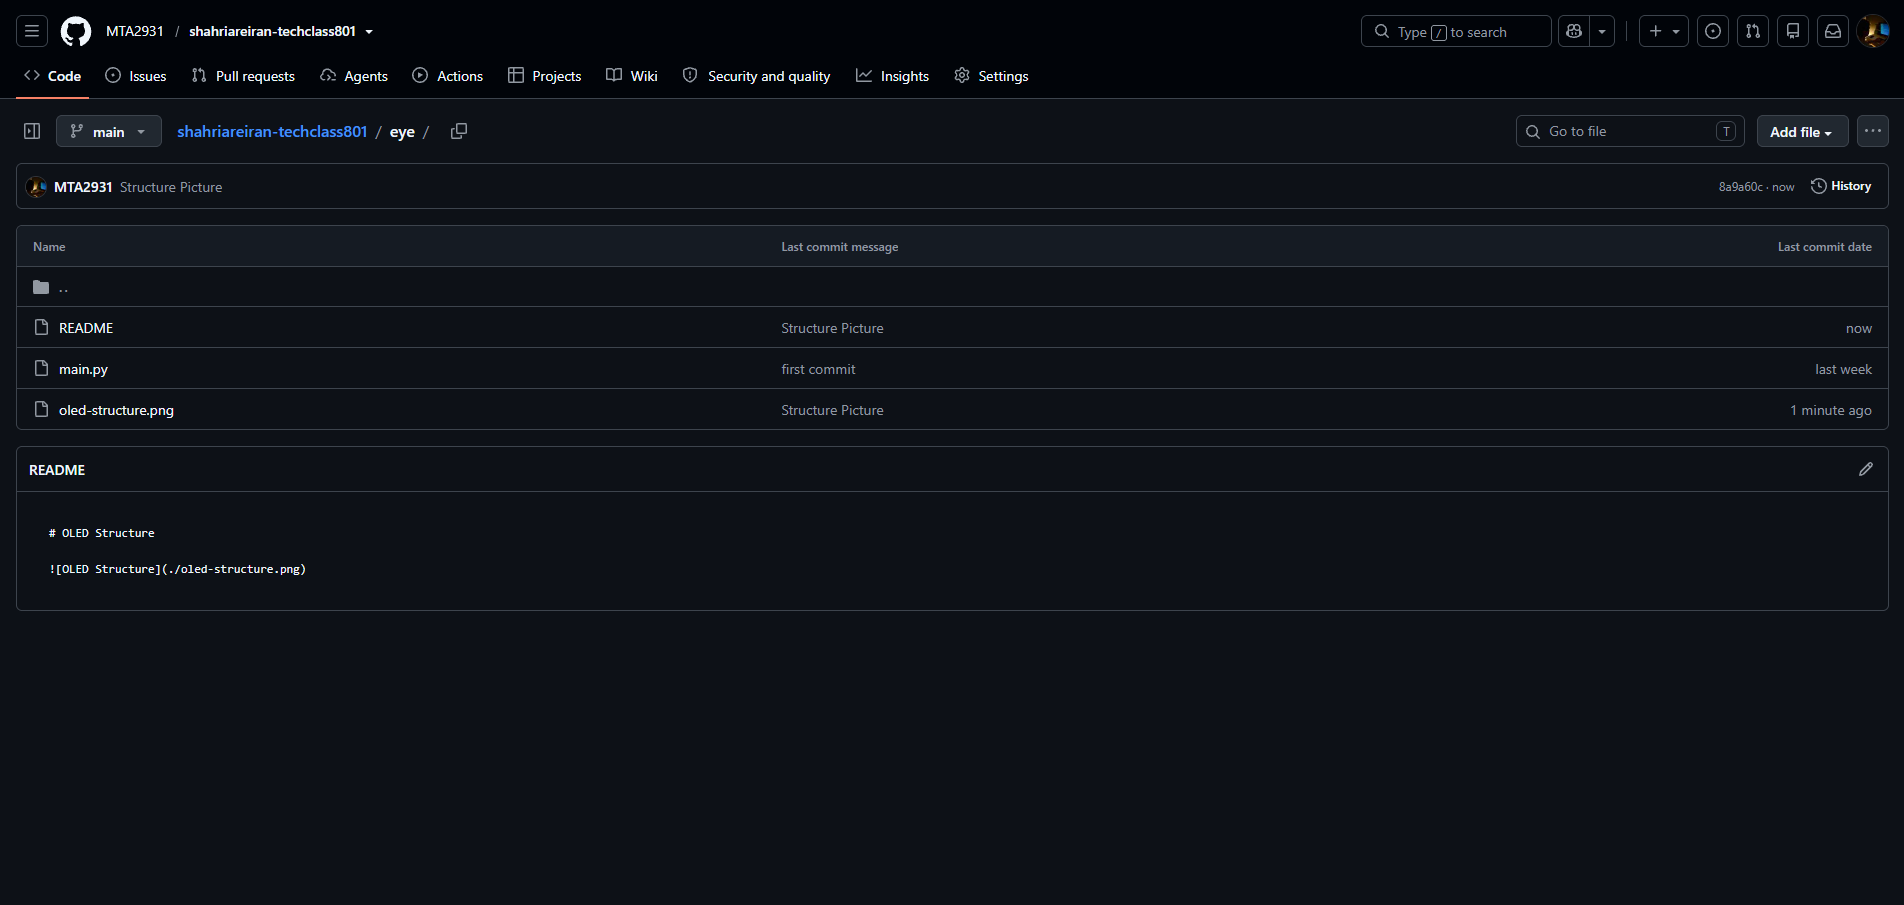 MTA2931 / shahriareiran-techclass801
Type / to search
Code Issues Pull requests Agents Actions Projects Wiki Security and quality Insights Settings
main shahriareiran-techclass801 / eye / Go to file T Add file
MTA2931 Structure Picture 8a9a60c · now History
Name Last commit message Last commit date
..
README Structure Picture now
main.py first commit last week
oled-structure.png Structure Picture 1 minute ago
README
# OLED Structure
![OLED Structure](./oled-structure.png)